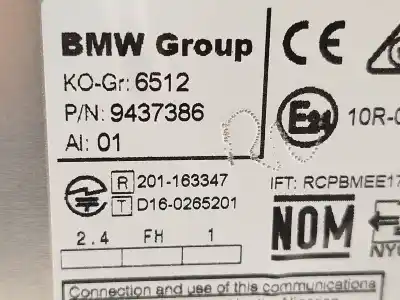 BMW Group
KO-Gr: 6512
P/N: 9437386
AI: 01
CE
10R-0
R 201-163347
T D16-0265201
IFT: RCPBMEE17
NOM
NYC
2.4 FH 1
Connection and use of this communications